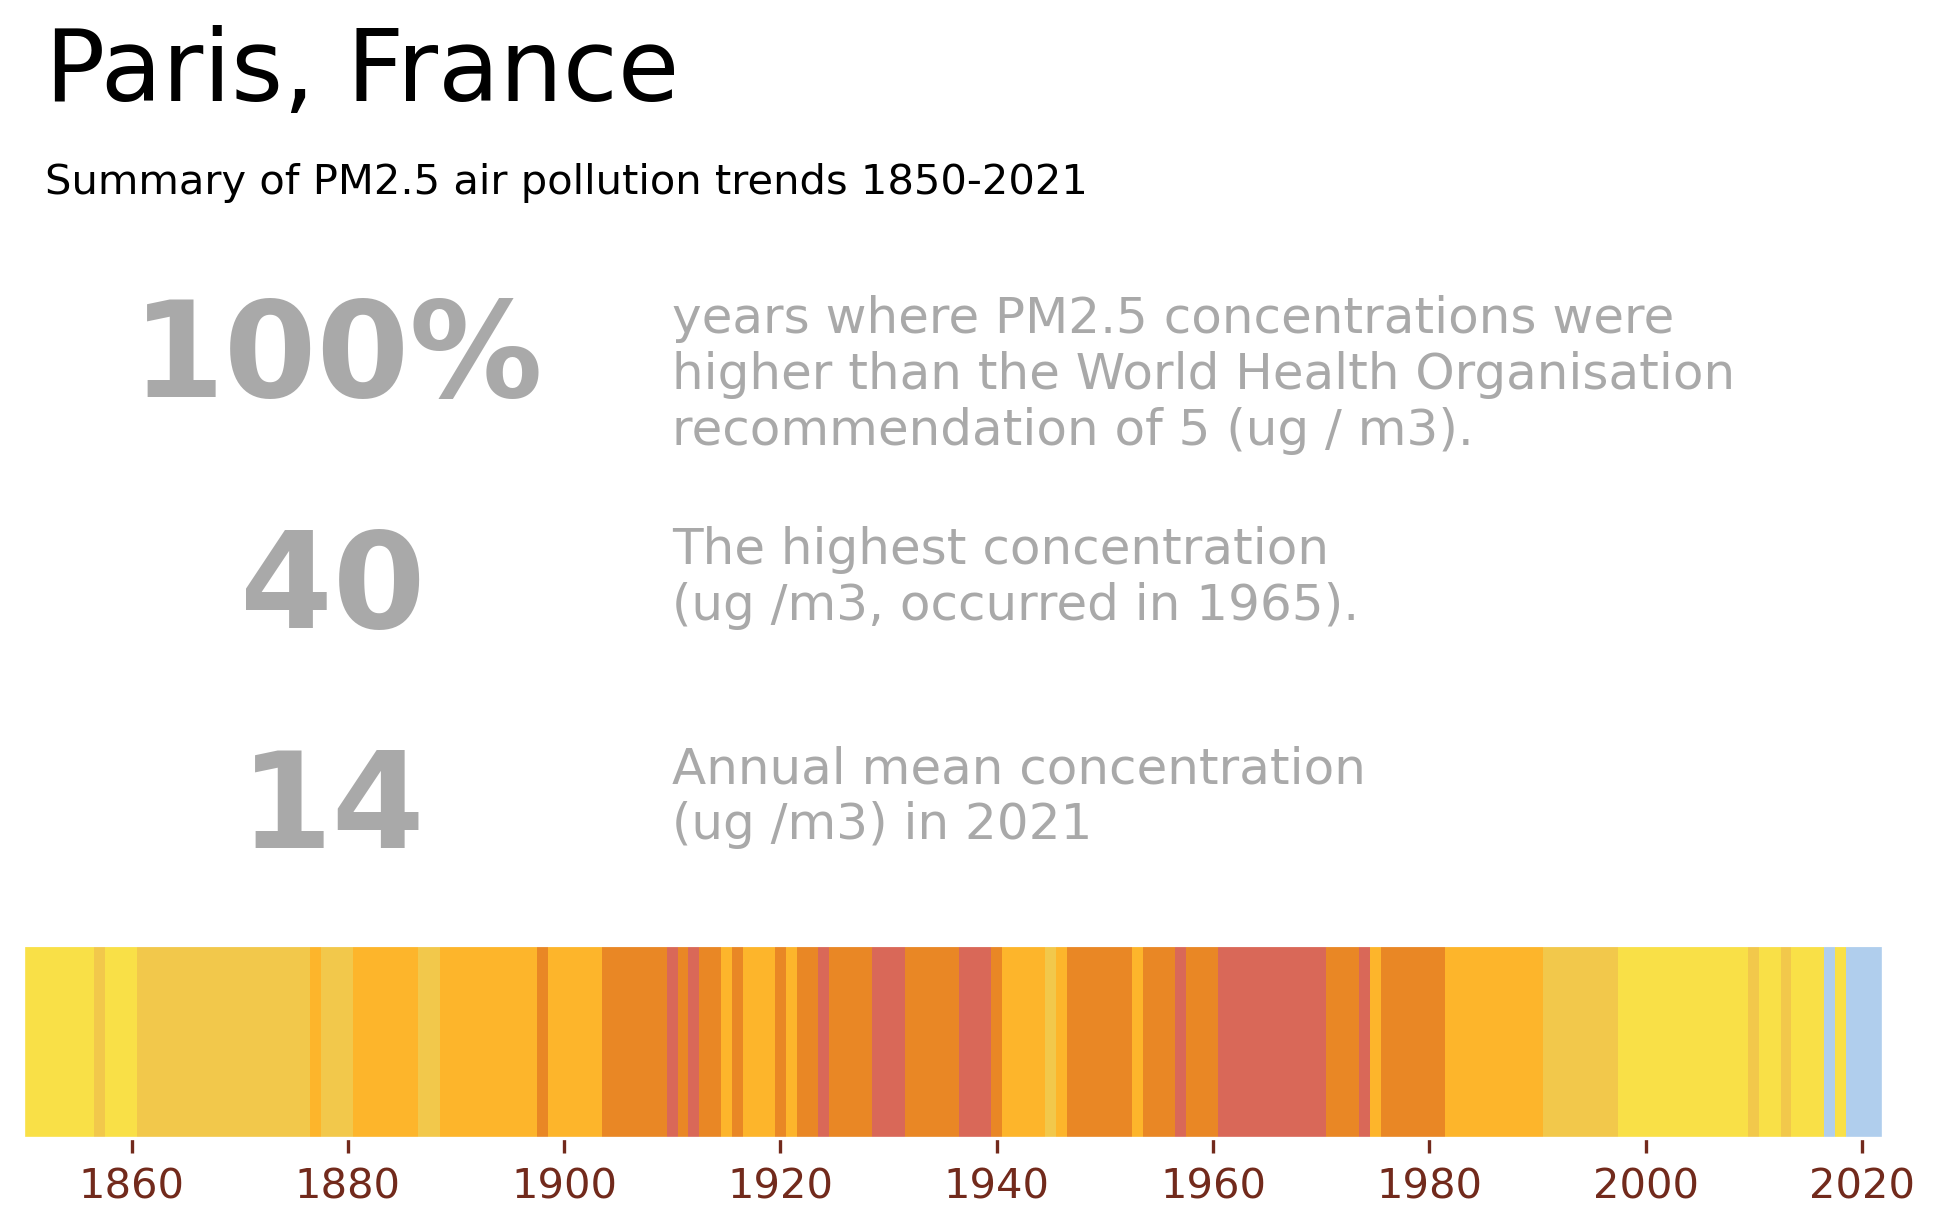 Paris, France
Summary of PM2.5 air pollution trends 1850-2021
100%
years where PM2.5 concentrations were
higher than the World Health Organisation
recommendation of 5 (ug / m3).
40
The highest concentration
(ug /m3, occurred in 1965).
14
Annual mean concentration
(ug /m3) in 2021
1860 1880 1900 1920 1940 1960 1980 2000 2020